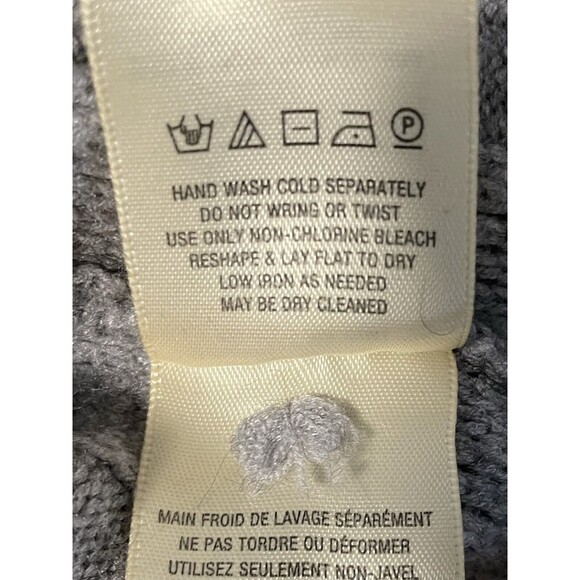 P
HAND WASH COLD SEPARATELY
DO NOT WRING OR TWIST
USE ONLY NON-CHLORINE BLEACH
RESHAPE & LAY FLAT TO DRY
LOW IRON AS NEEDED
MAY BE DRY CLEANED
MAIN FROID DE LAVAGE SÉPARÉMENT
NE PAS TORDRE OU DÉFORMER
UTILISEZ SEULEMENT NON-JAVEL